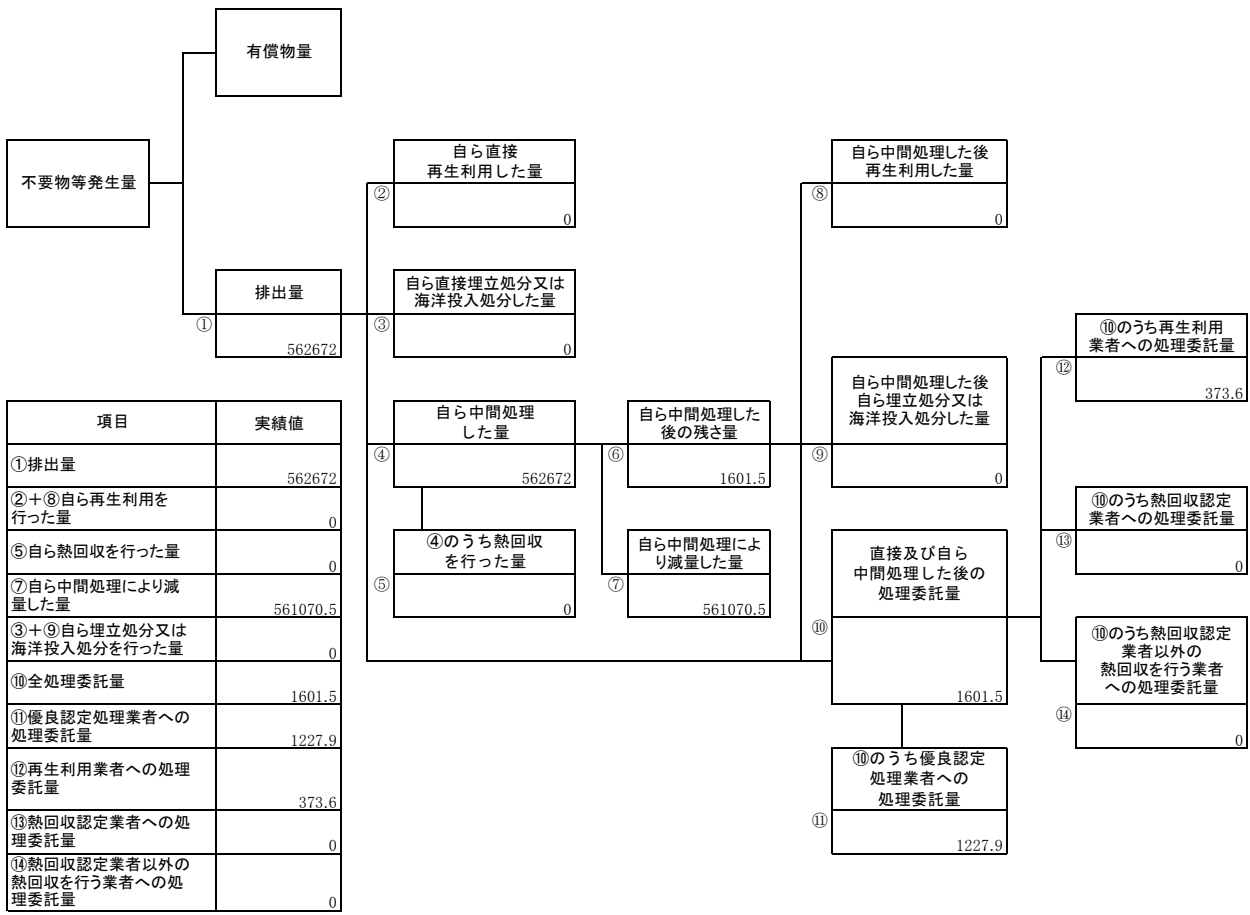 有償物量
不要物等発生量
排出量
①
562672
自ら直接
再生利用した量
②
0
自ら直接埋立処分又は
海洋投入処分した量
③
0
自ら中間処理
した量
④
562672
④のうち熱回収
を行った量
⑤
0
自ら中間処理した
後の残さ量
⑥
1601.5
自ら中間処理によ
り減量した量
⑦
561070.5
自ら中間処理した後
再生利用した量
⑧
0
自ら中間処理した後
自ら埋立処分又は
海洋投入処分した量
⑨
0
直接及び自ら
中間処理した後の
処理委託量
⑩
1601.5
⑩のうち優良認定
処理業者への
処理委託量
⑪
1227.9
⑩のうち再生利用
業者への処理委託量
⑫
373.6
⑩のうち熱回収認定
業者への処理委託量
⑬
0
⑩のうち熱回収認定
業者以外の
熱回収を行う業者
への処理委託量
⑭
0
項目 実績値
①排出量
562672
②＋⑧自ら再生利用を
行った量
0
⑤自ら熱回収を行った量
0
⑦自ら中間処理により減
量した量
561070.5
③＋⑨自ら埋立処分又は
海洋投入処分を行った量
0
⑩全処理委託量
1601.5
⑪優良認定処理業者への
処理委託量
1227.9
⑫再生利用業者への処理
委託量
373.6
⑬熱回収認定業者への処
理委託量
0
⑭熱回収認定業者以外の
熱回収を行う業者への処
理委託量
0